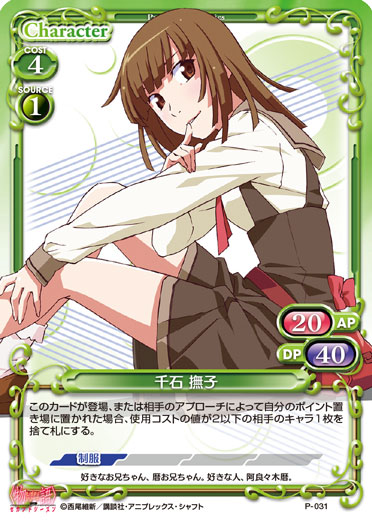 Character
COST
4
SOURCE
1
20 AP
DP 40
千石 撫子
このカードが登場、または相手のアプローチによって自分のポイント置
き場に置かれた場合、使用コストの値が2以下の相手のキャラ1枚を
捨て札にする。
制服
好きなお兄ちゃん、暦お兄ちゃん。好きな人、阿良々木暦。
©西尾維新/講談社・アニプレックス・シャフト
P-031